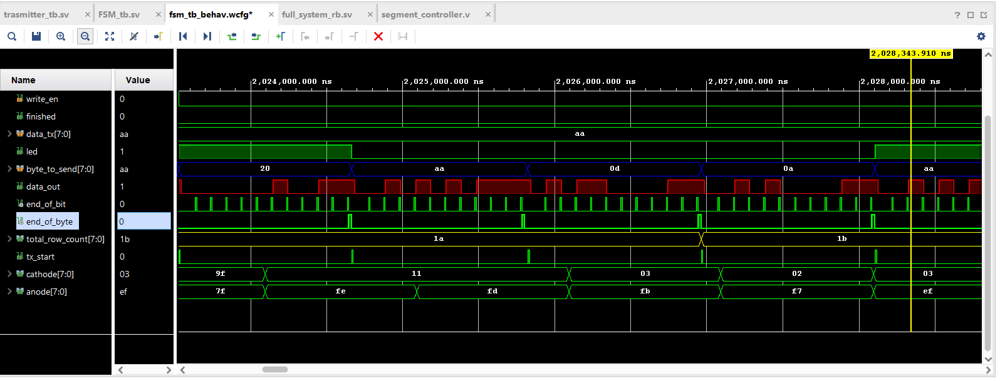 trasmitter_tb.sv × FSM_tb.sv × fsm_tb_behav.wcfg* × full_system_rb.sv × segment_controller.v × ?
2,028,343.910 ns
Name Value 2,024,000.000 ns 2,025,000.000 ns 2,026,000.000 ns 2,027,000.000 ns 2,028,000.000 ns
write_en 0
finished 0
data_tx[7:0] aa aa
led 1
byte_to_send[7:0] aa 20 aa 0d 0a aa
data_out 1
end_of_bit 0
end_of_byte 0
total_row_count[7:0] 1b 1a 1b
tx_start 0
cathode[7:0] 03 9f 11 03 02 03
anode[7:0] ef 7f fe fd fb f7 ef